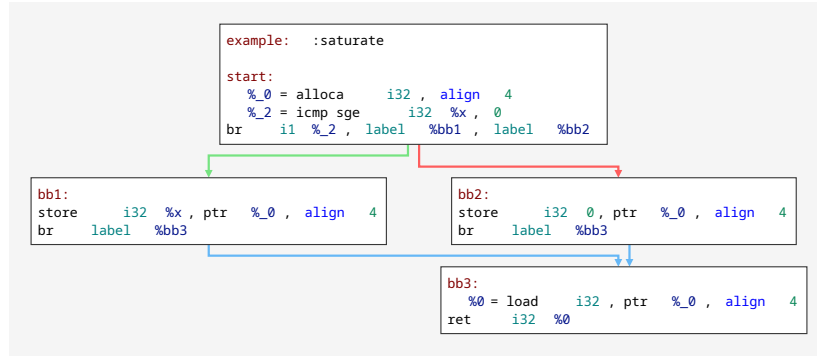 example: :saturate
start:
%_0 = alloca i32 , align 4
%_2 = icmp sge i32 %x , 0
br i1 %_2 , label %bb1 , label %bb2
bb1:
store i32 %x , ptr %_0 , align 4
br label %bb3
bb2:
store i32 0 , ptr %_0 , align 4
br label %bb3
bb3:
%0 = load i32 , ptr %_0 , align 4
ret i32 %0